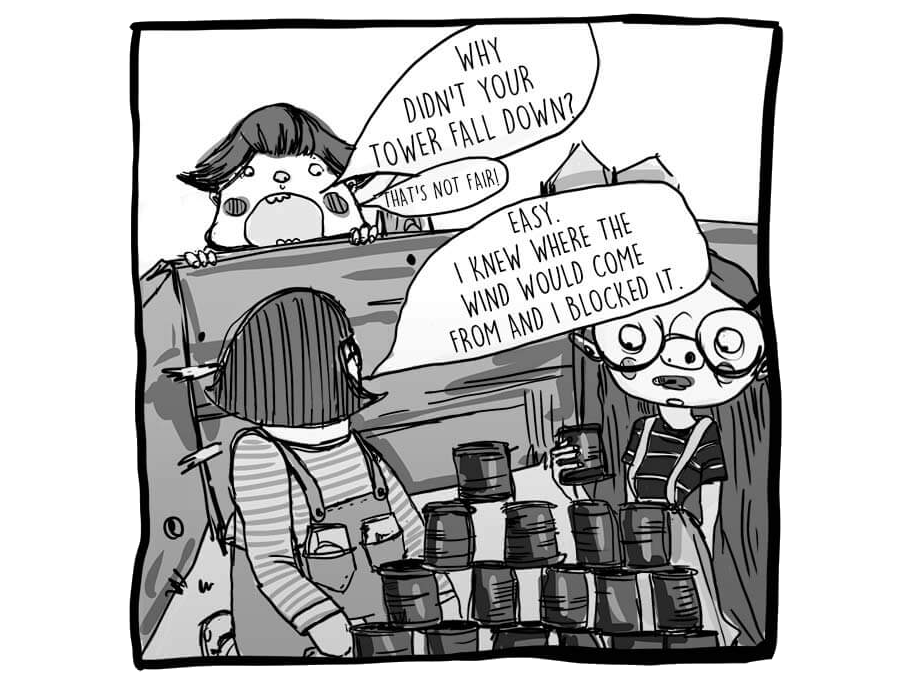 WHY
DIDN'T YOUR
TOWER FALL DOWN?
THAT'S NOT FAIR!
EASY.
I KNEW WHERE THE
WIND WOULD COME
FROM AND I BLOCKED IT.